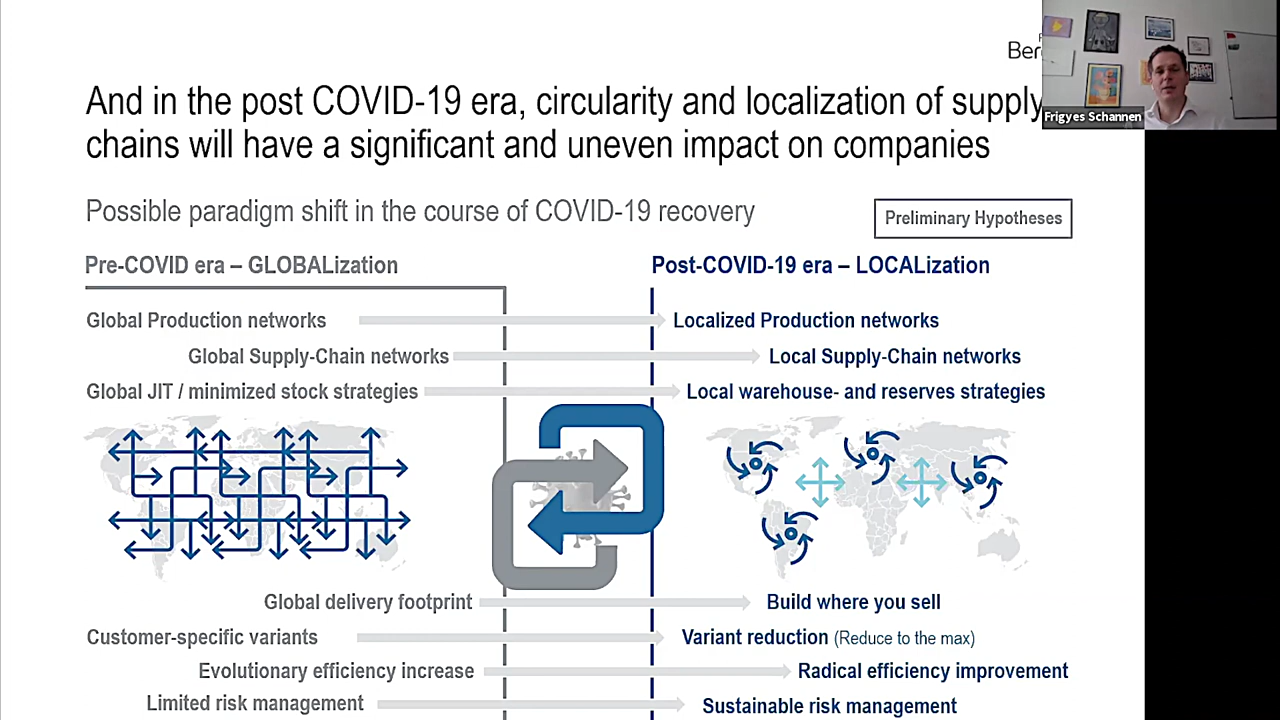 Ber
Frigyes Schannen
And in the post COVID-19 era, circularity and localization of supply
chains will have a significant and uneven impact on companies
Possible paradigm shift in the course of COVID-19 recovery
Preliminary Hypotheses
Pre-COVID era – GLOBALization
Post-COVID-19 era – LOCALization
Global Production networks
Localized Production networks
Global Supply-Chain networks
Local Supply-Chain networks
Global JIT / minimized stock strategies
Local warehouse- and reserves strategies
Global delivery footprint
Build where you sell
Customer-specific variants
Variant reduction (Reduce to the max)
Evolutionary efficiency increase
Radical efficiency improvement
Limited risk management
Sustainable risk management